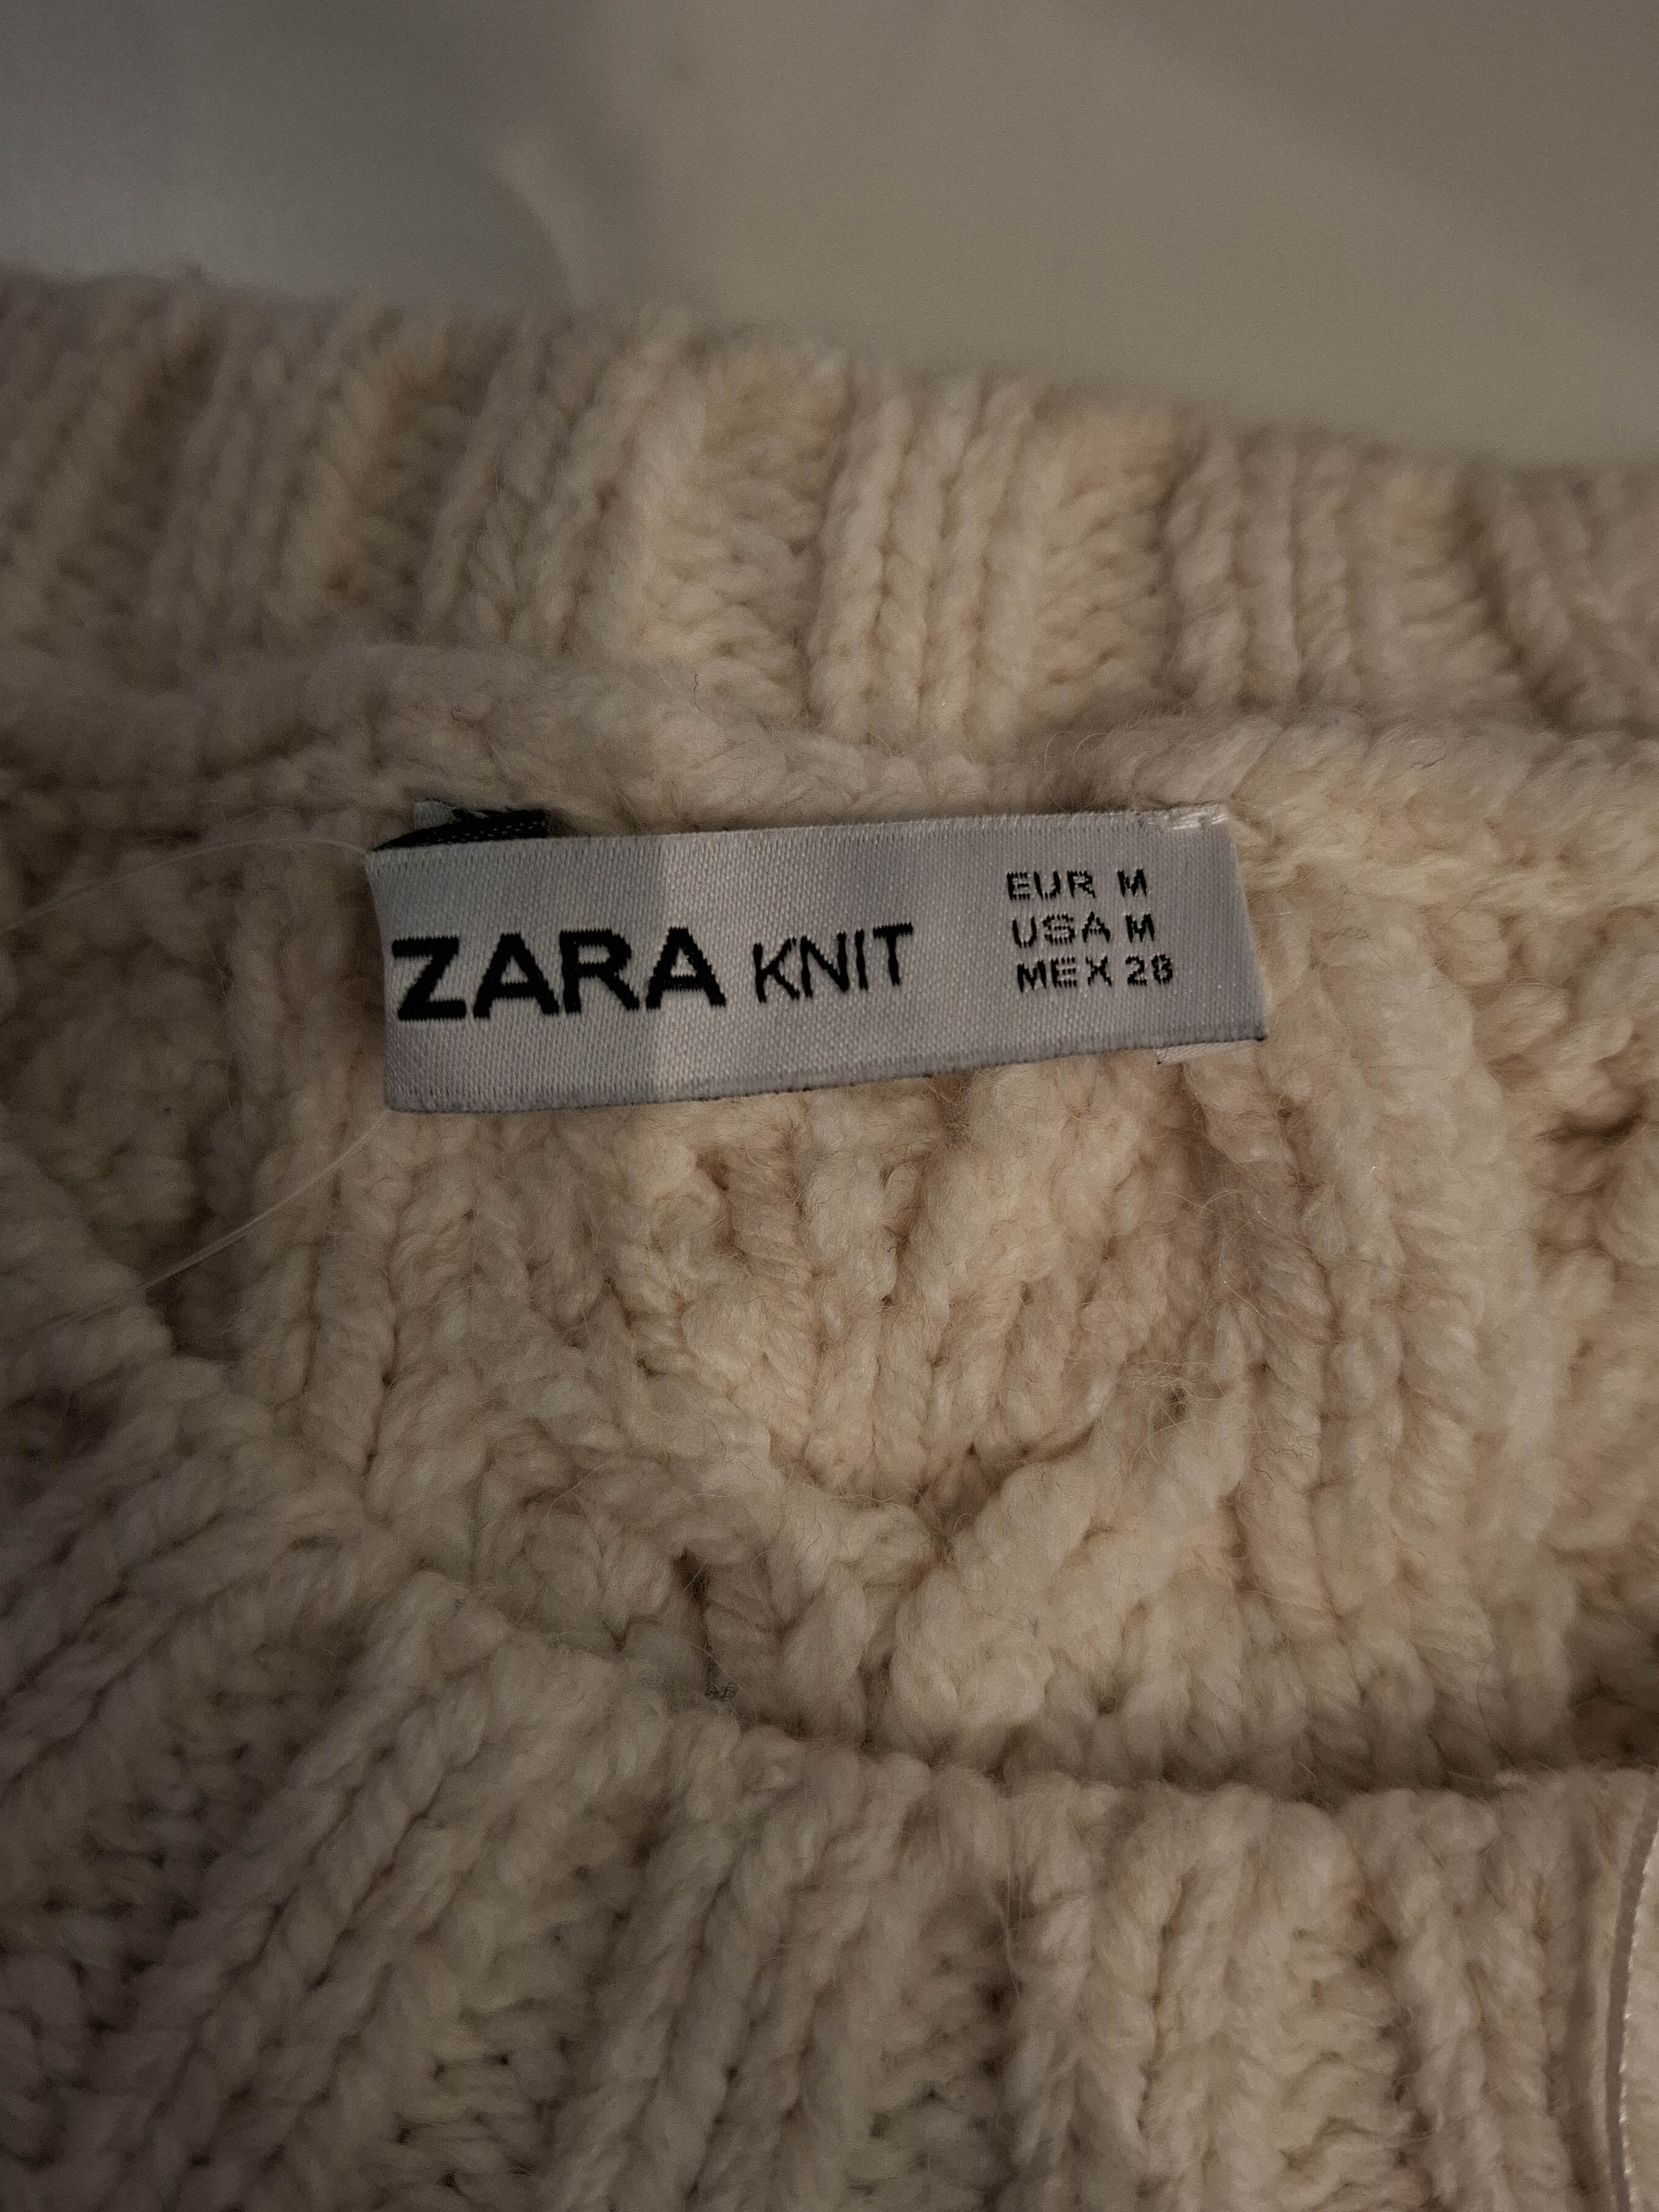 ZARA KNIT
EUR M
USA M
MEX 28